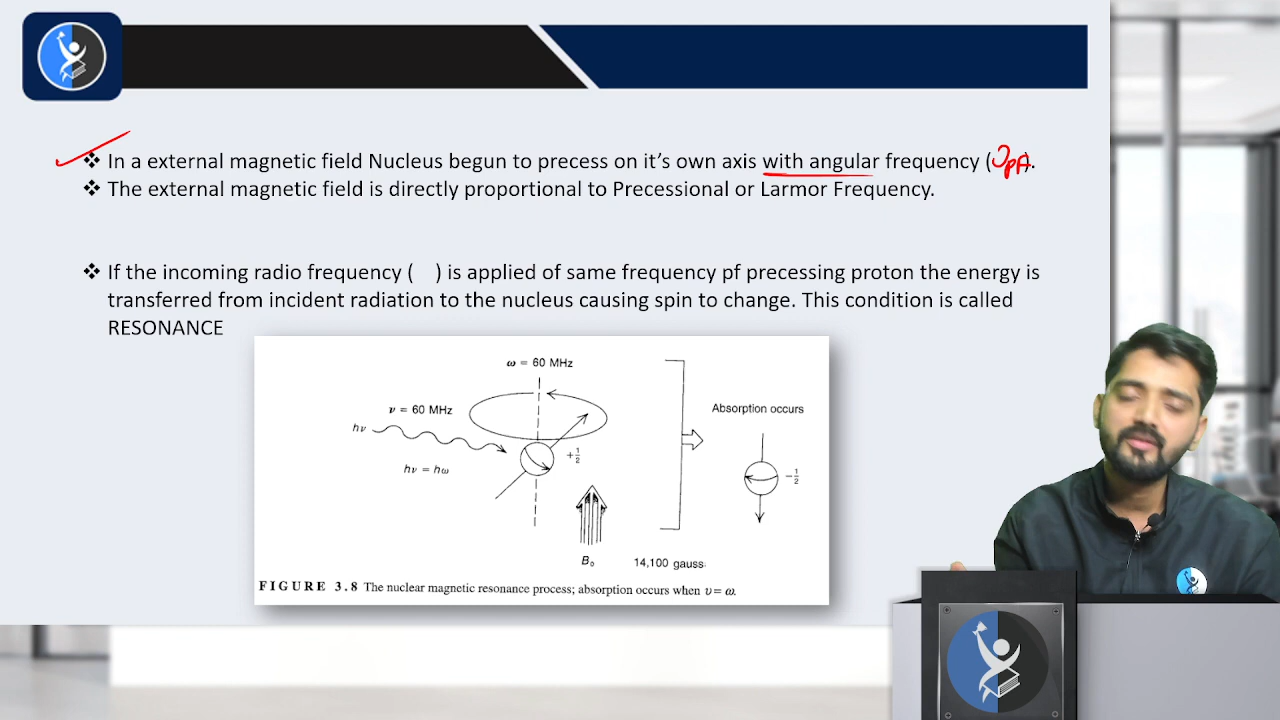 ❖ In a external magnetic field Nucleus begun to precess on it's own axis with angular frequency ( ).
❖ The external magnetic field is directly proportional to Precessional or Larmor Frequency.
❖ If the incoming radio frequency ( ) is applied of same frequency pf precessing proton the energy is
transferred from incident radiation to the nucleus causing spin to change. This condition is called
RESONANCE
ω = 60 MHz
ν = 60 MHz
hν
hν = hω
+1/2
Absorption occurs
-1/2
B₀
14,100 gauss
FIGURE 3.8 The nuclear magnetic resonance process; absorption occurs when υ = ω.